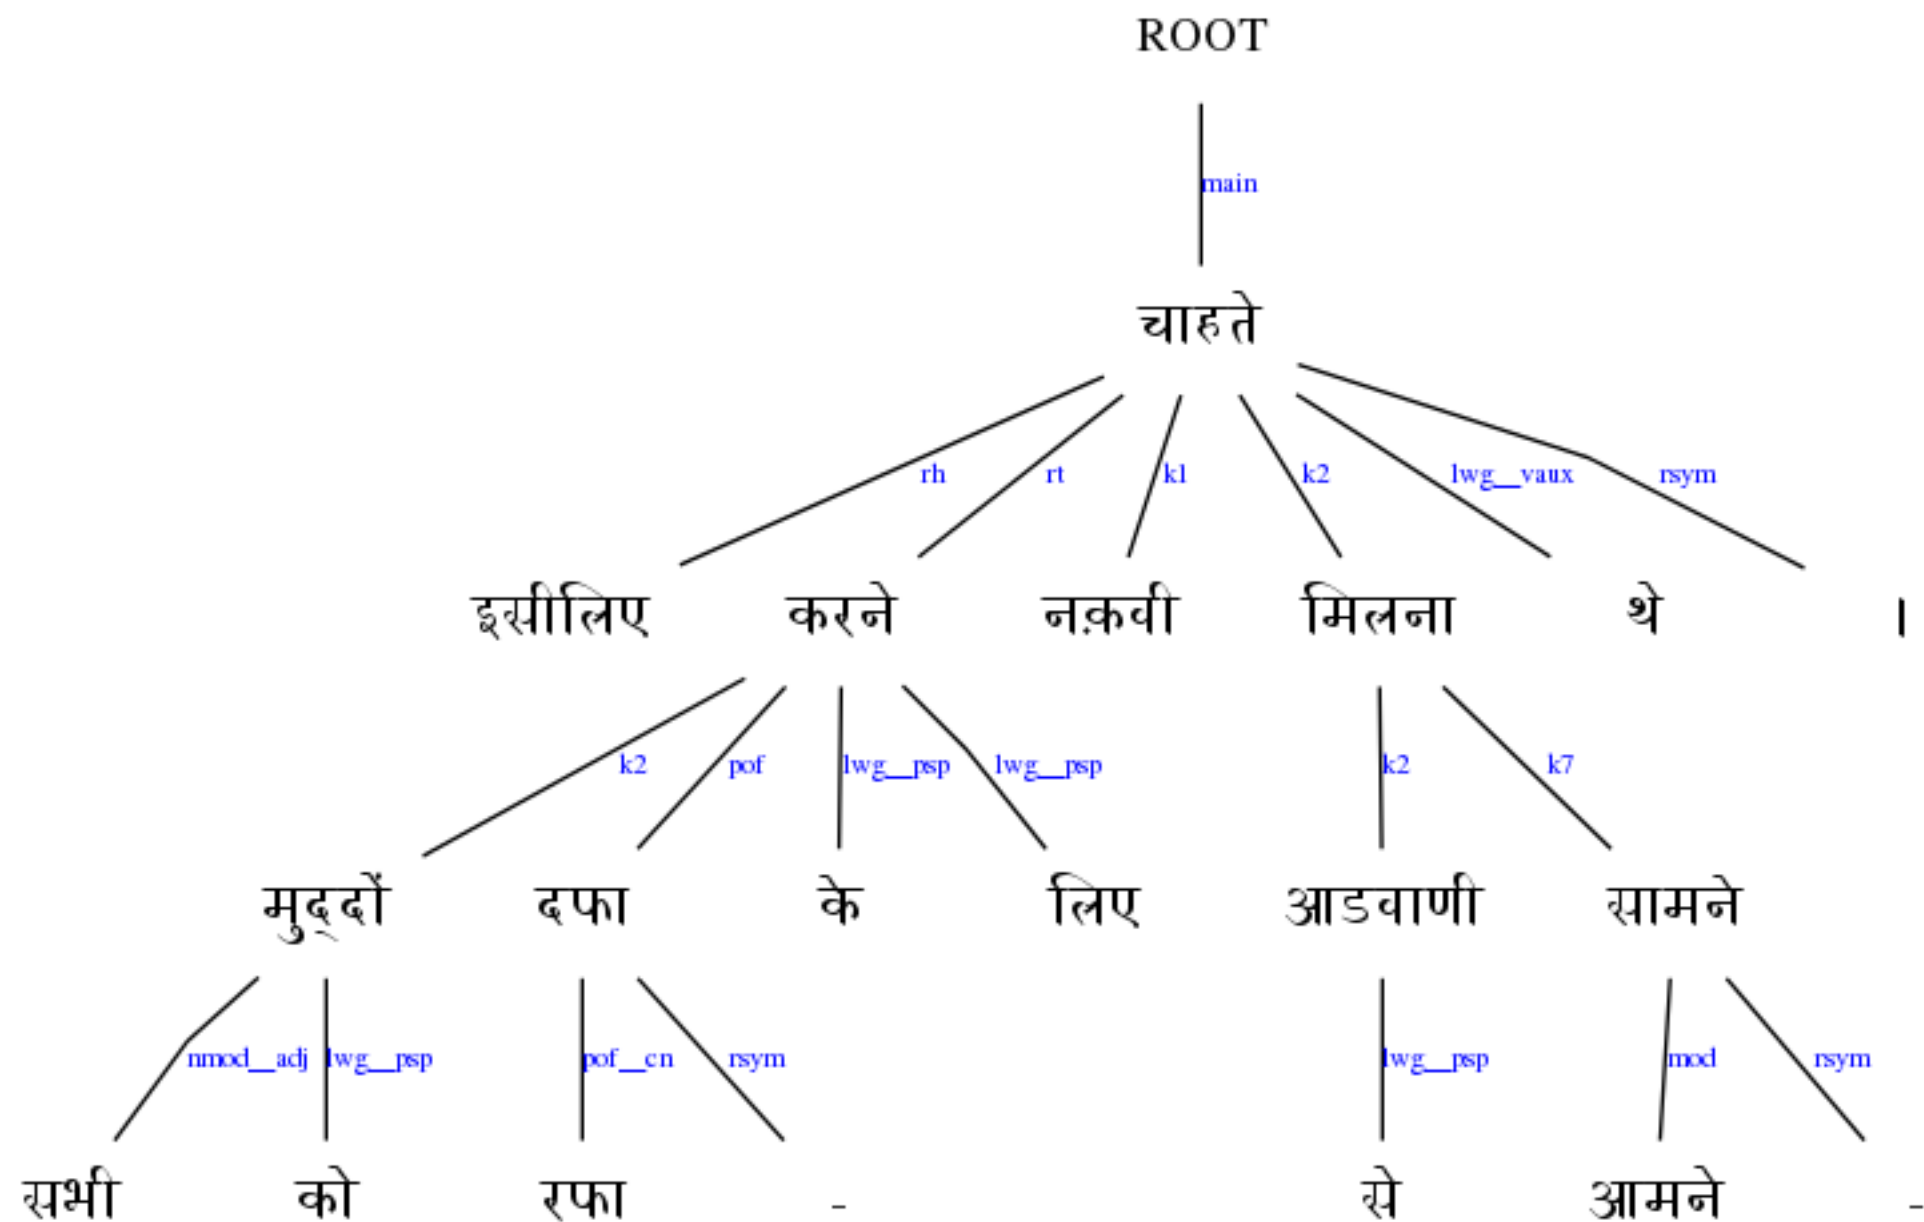 ROOT
main
चाहते
rh rt k1 k2 lwg__vaux rsym
इसीलिए करने नक़वी मिलना थे ।
k2 pof lwg__psp lwg__psp k2 k7
मुद्‌दों दफा के लिए आडवाणी सामने
nmod__adj lwg__psp pof__cn rsym lwg__psp mod rsym
सभी को रफा - से आमने -